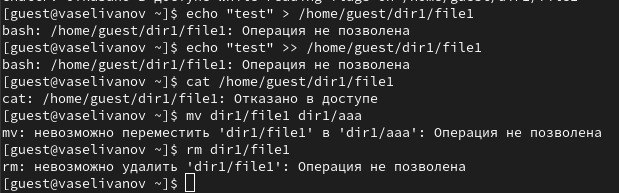 [guest@vaselivanov ~]$ echo "test" > /home/guest/dir1/file1
bash: /home/guest/dir1/file1: Операция не позволена
[guest@vaselivanov ~]$ echo "test" >> /home/guest/dir1/file1
bash: /home/guest/dir1/file1: Операция не позволена
[guest@vaselivanov ~]$ cat /home/guest/dir1/file1
cat: /home/guest/dir1/file1: Отказано в доступе
[guest@vaselivanov ~]$ mv dir1/file1 dir1/aaa
mv: невозможно переместить 'dir1/file1' в 'dir1/aaa': Операция не позволена
[guest@vaselivanov ~]$ rm dir1/file1
rm: невозможно удалить 'dir1/file1': Операция не позволена
[guest@vaselivanov ~]$